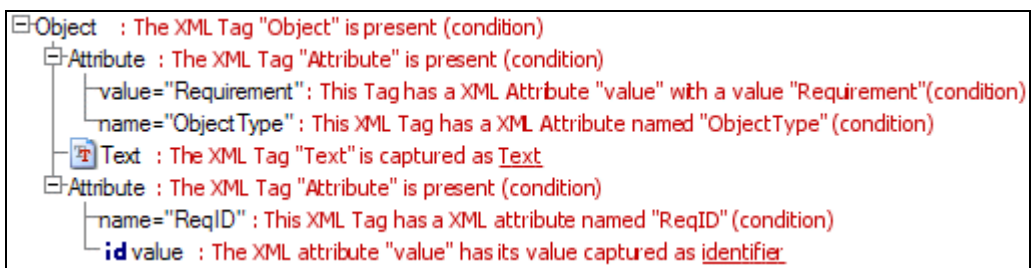 Object : The XML Tag "Object" is present (condition)
Attribute : The XML Tag "Attribute" is present (condition)
value="Requirement" : This Tag has a XML Attribute "value" with a value "Requirement"(condition)
name="ObjectType" : This XML Tag has a XML Attribute named "ObjectType" (condition)
T Text : The XML Tag "Text" is captured as Text
Attribute : The XML Tag "Attribute" is present (condition)
name="ReqID" : This XML Tag has a XML attribute named "ReqID" (condition)
id value : The XML attribute "value" has its value captured as identifier